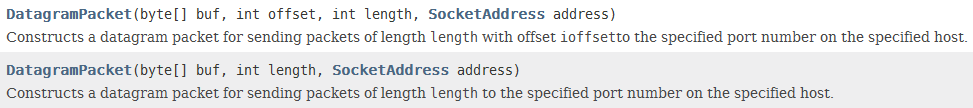 DatagramPacket(byte[] buf, int offset, int length, SocketAddress address)
Constructs a datagram packet for sending packets of length length with offset ioffsetto the specified port number on the specified host.
DatagramPacket(byte[] buf, int length, SocketAddress address)
Constructs a datagram packet for sending packets of length length to the specified port number on the specified host.